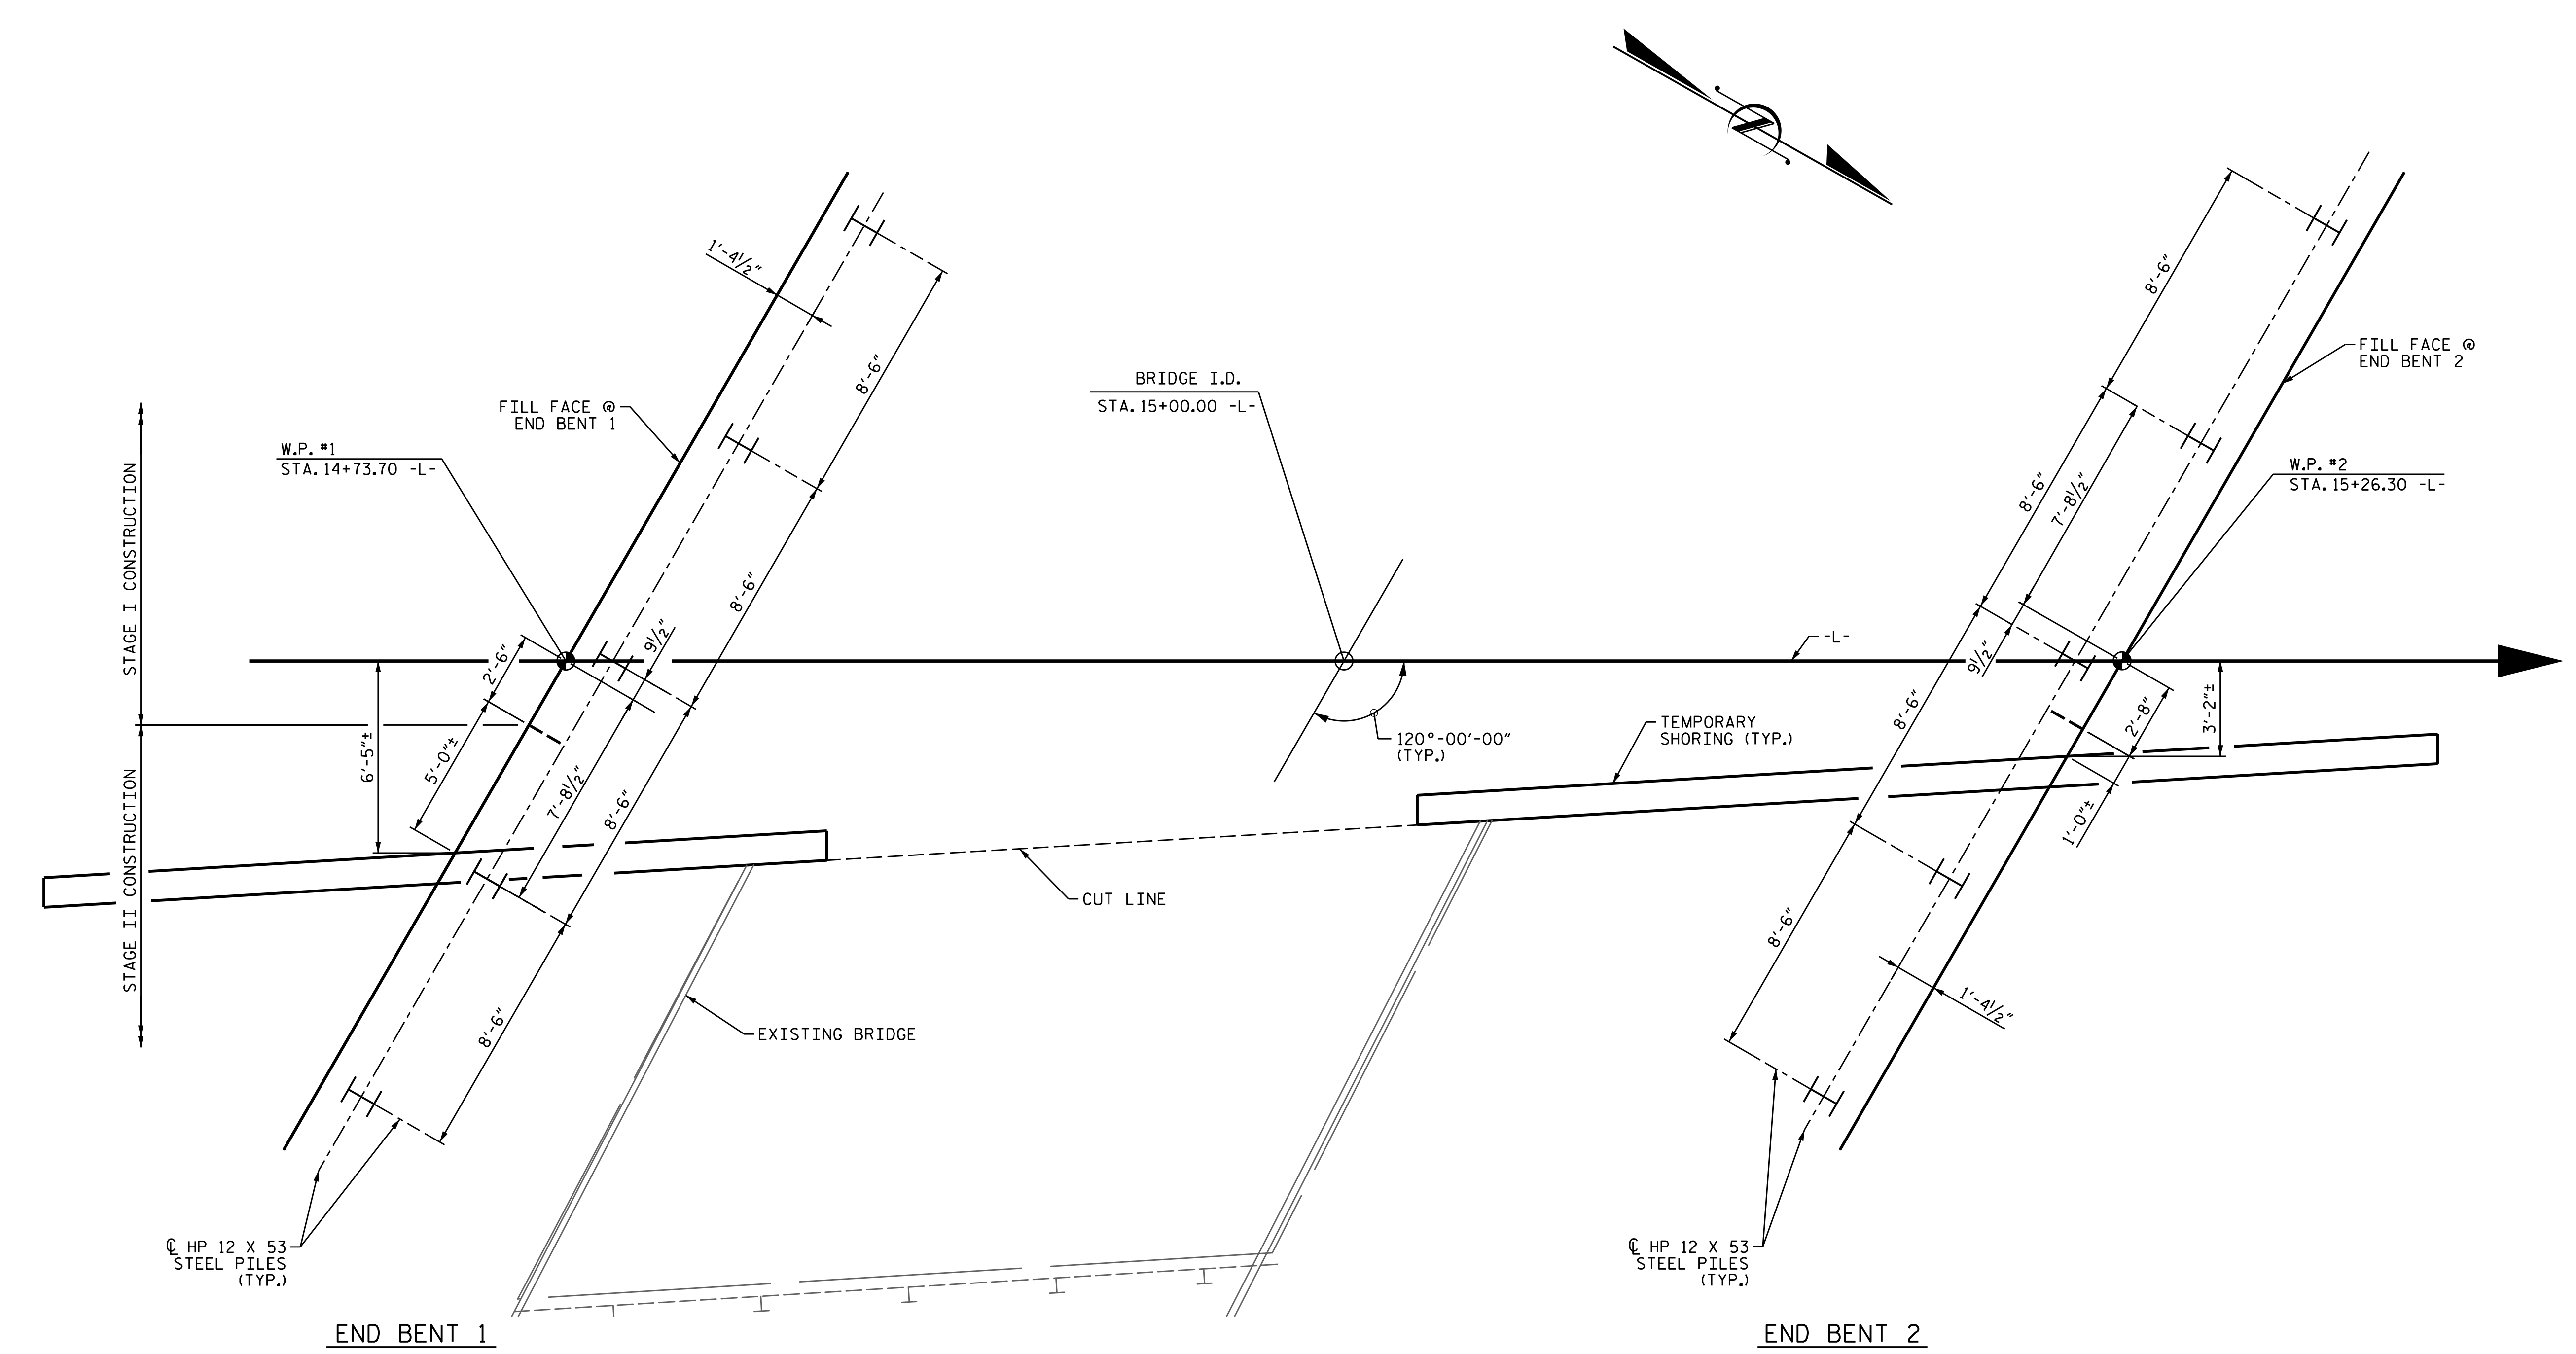 1'-4½"
8'-6"
8'-6"
FILL FACE @
END BENT 1
W.P. #1
STA. 14+73.70 -L-
STAGE I CONSTRUCTION
STAGE II CONSTRUCTION
8'-6"
9½"
2'-6"
6'-5"±
5'-0"±
7'-8½"
8'-6"
8'-6"
EXISTING BRIDGE
℄ HP 12 X 53
STEEL PILES
(TYP.)
END BENT 1
N
BRIDGE I.D.
STA. 15+00.00 -L-
-L-
120°-00'-00"
(TYP.)
TEMPORARY
SHORING (TYP.)
CUT LINE
8'-6"
FILL FACE @
END BENT 2
W.P. #2
STA. 15+26.30 -L-
8'-6"
7'-8½"
9½"
8'-6"
2'-8"
3'-2"±
1'-0"±
8'-6"
1'-4½"
℄ HP 12 X 53
STEEL PILES
(TYP.)
END BENT 2